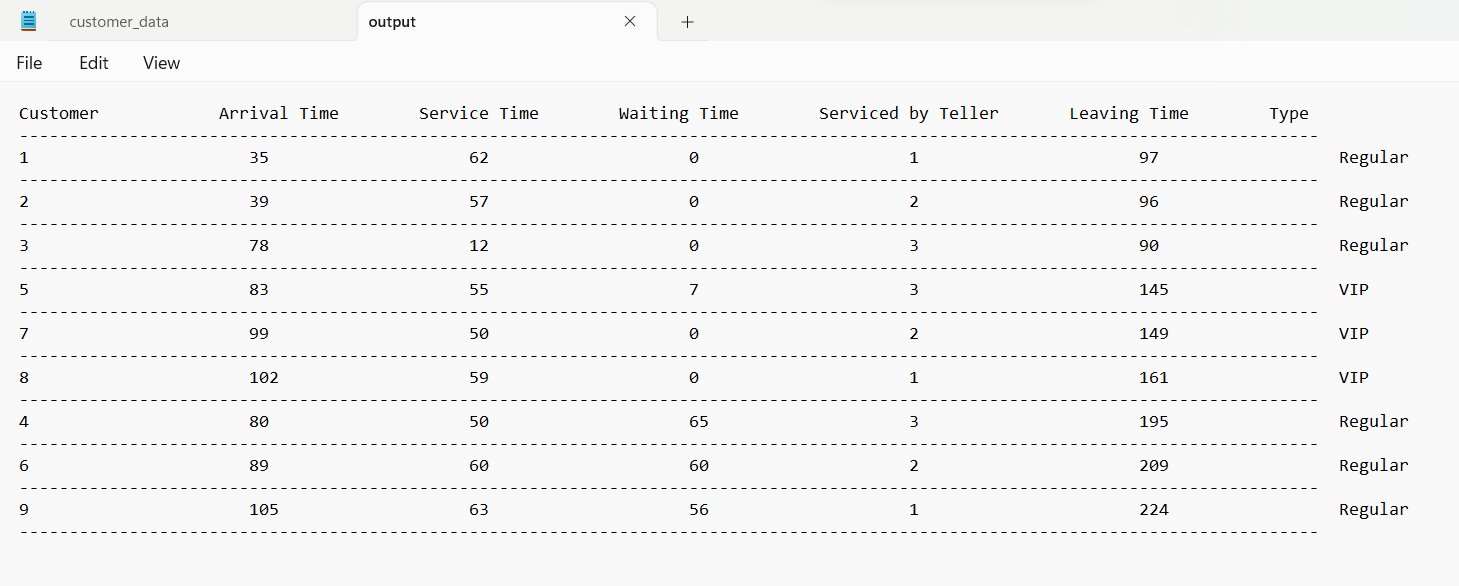 customer_data output
File Edit View
Customer Arrival Time Service Time Waiting Time Serviced by Teller Leaving Time Type
----------------------------------------------------------------------------------------------------------------------------------
1 35 62 0 1 97 Regular
----------------------------------------------------------------------------------------------------------------------------------
2 39 57 0 2 96 Regular
----------------------------------------------------------------------------------------------------------------------------------
3 78 12 0 3 90 Regular
----------------------------------------------------------------------------------------------------------------------------------
5 83 55 7 3 145 VIP
----------------------------------------------------------------------------------------------------------------------------------
7 99 50 0 2 149 VIP
----------------------------------------------------------------------------------------------------------------------------------
8 102 59 0 1 161 VIP
----------------------------------------------------------------------------------------------------------------------------------
4 80 50 65 3 195 Regular
----------------------------------------------------------------------------------------------------------------------------------
6 89 60 60 2 209 Regular
----------------------------------------------------------------------------------------------------------------------------------
9 105 63 56 1 224 Regular
----------------------------------------------------------------------------------------------------------------------------------